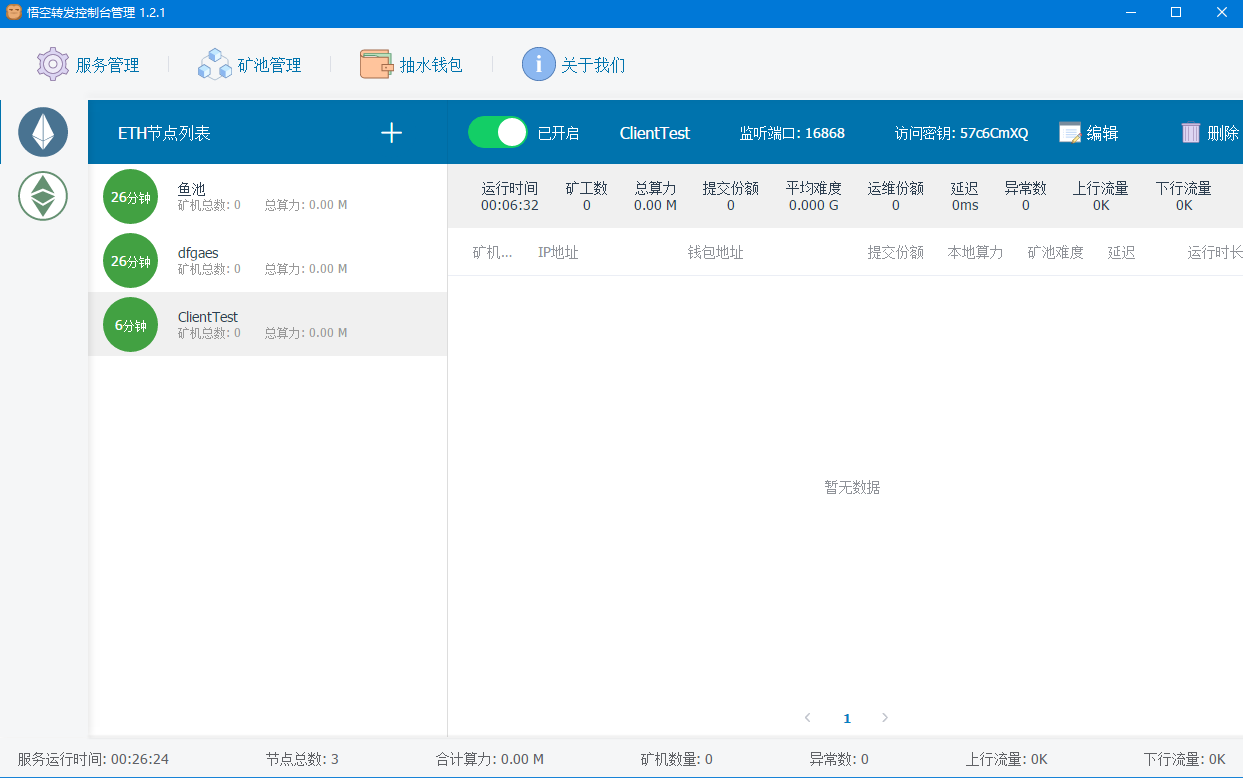 悟空转发控制台管理 1.2.1
服务管理
矿池管理
抽水钱包
关于我们
ETH节点列表
已开启
ClientTest
监听端口: 16868
访问密钥: 57c6CmXQ
编辑
删除
26分钟
鱼池
矿机总数: 0 总算力: 0.00 M
26分钟
dfgaes
矿机总数: 0 总算力: 0.00 M
6分钟
ClientTest
矿机总数: 0 总算力: 0.00 M
运行时间 矿工数 总算力 提交份额 平均难度 运维份额 延迟 异常数 上行流量 下行流量
00:06:32 0 0.00 M 0 0.000 G 0 0ms 0 0K 0K
矿机... IP地址 钱包地址 提交份额 本地算力 矿池难度 延迟 运行时长
暂无数据
1
服务运行时间: 00:26:24 节点总数: 3 合计算力: 0.00 M 矿机数量: 0 异常数: 0 上行流量: 0K 下行流量: 0K